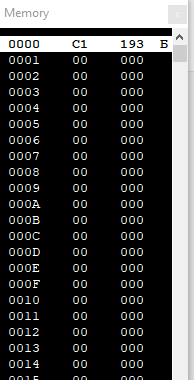 Memory x
0000 C1 193 Б
0001 00 000
0002 00 000
0003 00 000
0004 00 000
0005 00 000
0006 00 000
0007 00 000
0008 00 000
0009 00 000
000A 00 000
000B 00 000
000C 00 000
000D 00 000
000E 00 000
000F 00 000
0010 00 000
0011 00 000
0012 00 000
0013 00 000
0014 00 000
0015 00 000